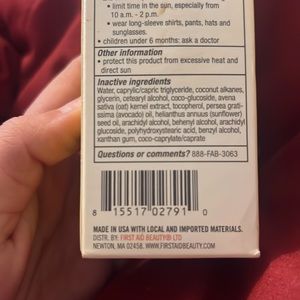 • limit time in the sun, especially from
10 a.m. - 2 p.m.
• wear long-sleeve shirts, pants, hats and
sunglasses.
• children under 6 months: ask a doctor
Other information
• protect this product from excessive heat and
direct sun
Inactive ingredients
Water, caprylic/capric triglyceride, coconut alkanes,
glycerin, cetearyl alcohol, coco-glucoside, avena
sativa (oat) kernel extract, tocopherol, persea grati-
ssima (avocado) oil, helianthus annuus (sunflower)
seed oil, arachidyl alcohol, behenyl alcohol, arachidyl
glucoside, polyhydroxystearic acid, benzyl alcohol,
xanthan gum, coco-caprylate/caprate
Questions or comments? 888-FAB-3063
8 15517 02791 0
MADE IN USA WITH LOCAL AND IMPORTED MATERIALS.
DISTR. BY: FIRST AID BEAUTY® LTD
NEWTON, MA 02458. WWW.FIRSTAIDBEAUTY.COM